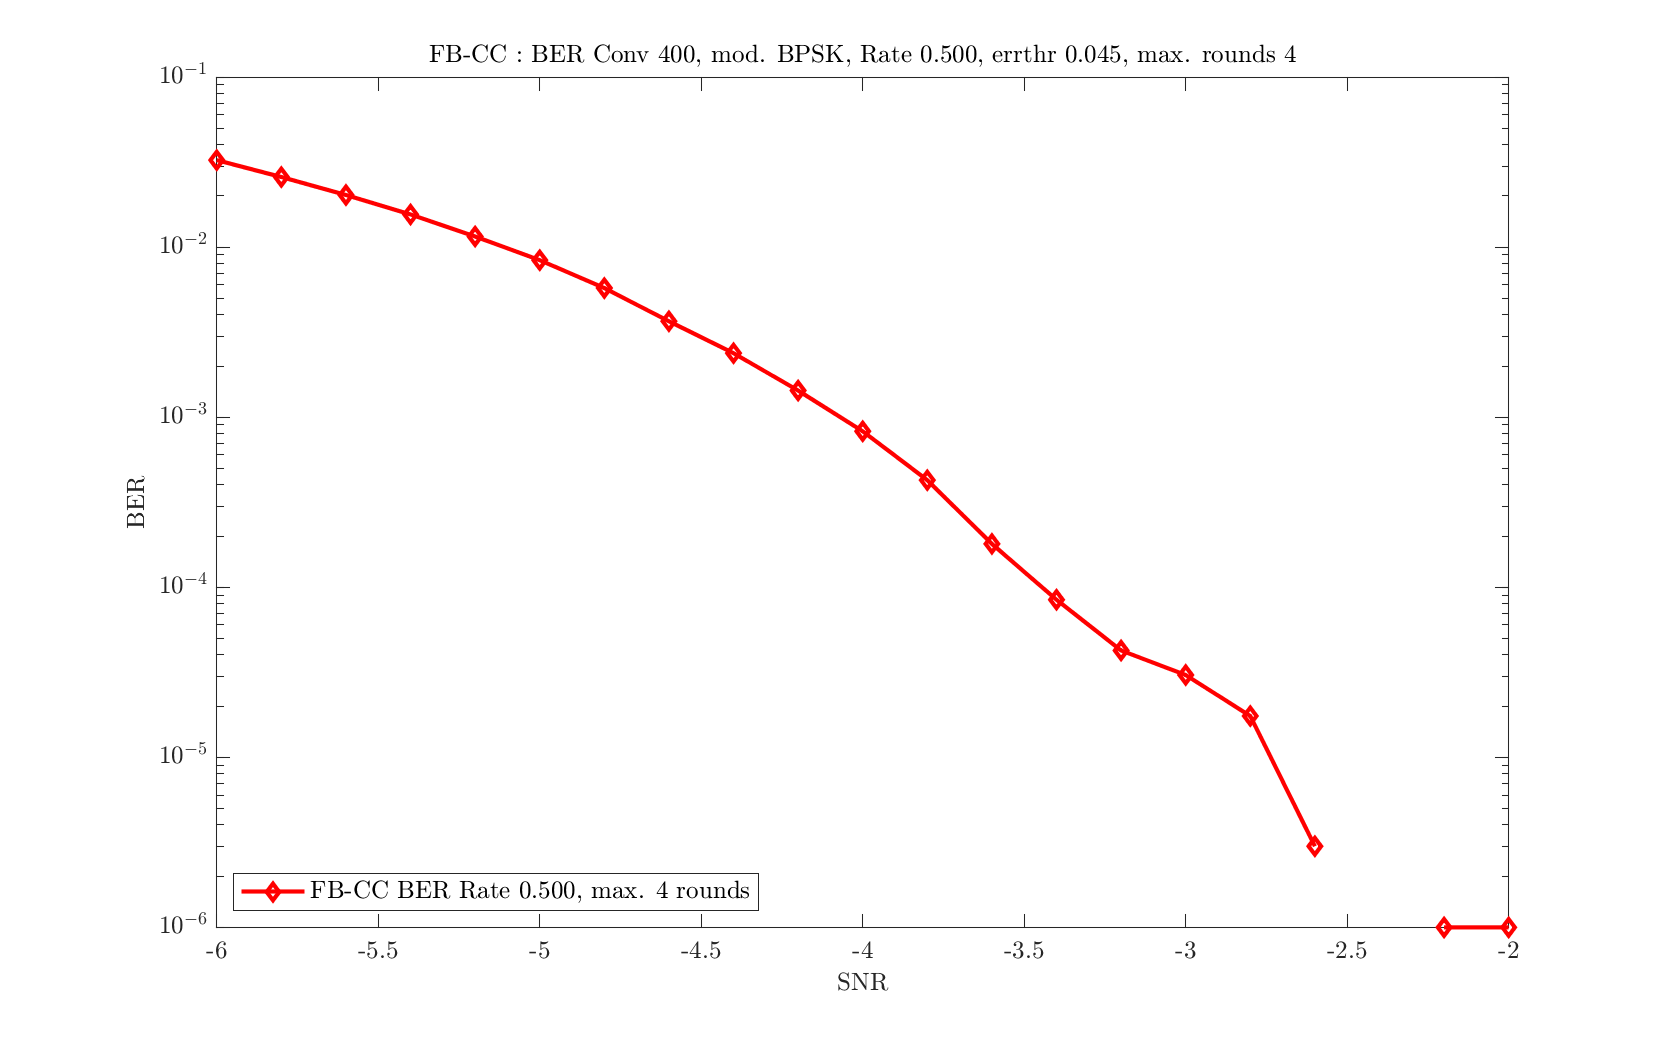 FB-CC : BER Conv 400, mod. BPSK, Rate 0.500, errthr 0.045, max. rounds 4
10^{-1}
10^{-2}
10^{-3}
10^{-4}
10^{-5}
10^{-6}
BER
FB-CC BER Rate 0.500, max. 4 rounds
-6 -5.5 -5 -4.5 -4 -3.5 -3 -2.5 -2
SNR